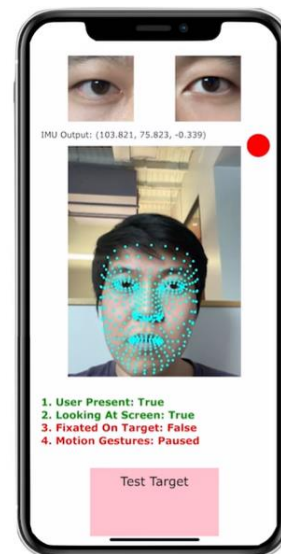 IMU Output: (103.821, 75.823, -0.339)
1. User Present: True
2. Looking At Screen: True
3. Fixated On Target: False
4. Motion Gestures: Paused
Test Target